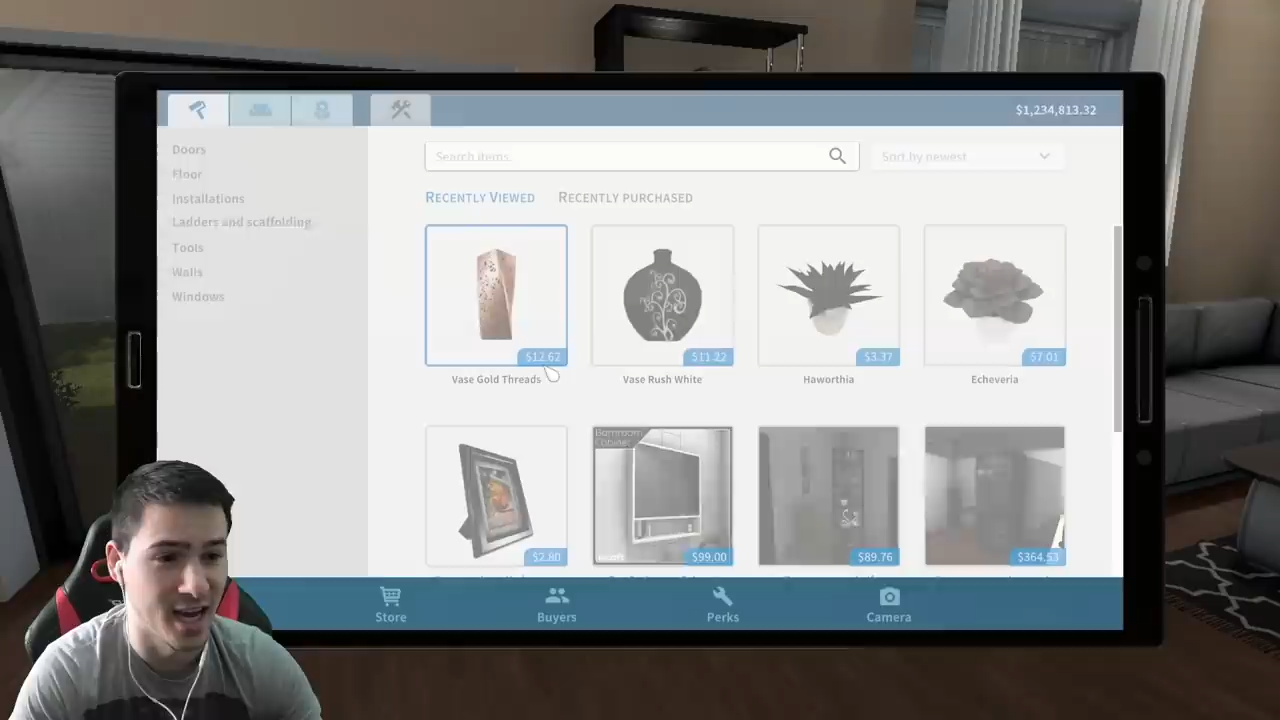 $1,234,813.32
Doors
Floor
Installations
Ladders and scaffolding
Tools
Walls
Windows
Search items...
Sort by newest
RECENTLY VIEWED
RECENTLY PURCHASED
$12.62
$11.22
$3.37
$7.01
Vase Gold Threads
Vase Rush White
Haworthia
Echeveria
Bathroom
Cabinet
$2.80
$99.00
$89.76
$364.53
Store
Buyers
Perks
Camera